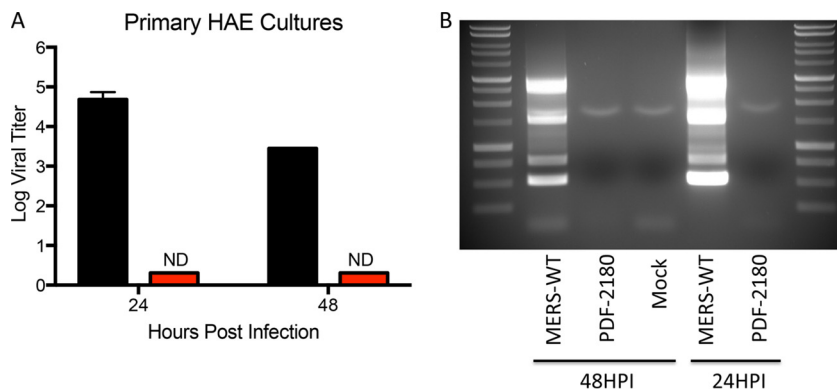 A
Primary HAE Cultures
Log Viral Titer
6
5
4
3
2
1
0
ND
ND
24
48
Hours Post Infection
B
MERS-WT
PDF-2180
Mock
MERS-WT
PDF-2180
48HPI
24HPI